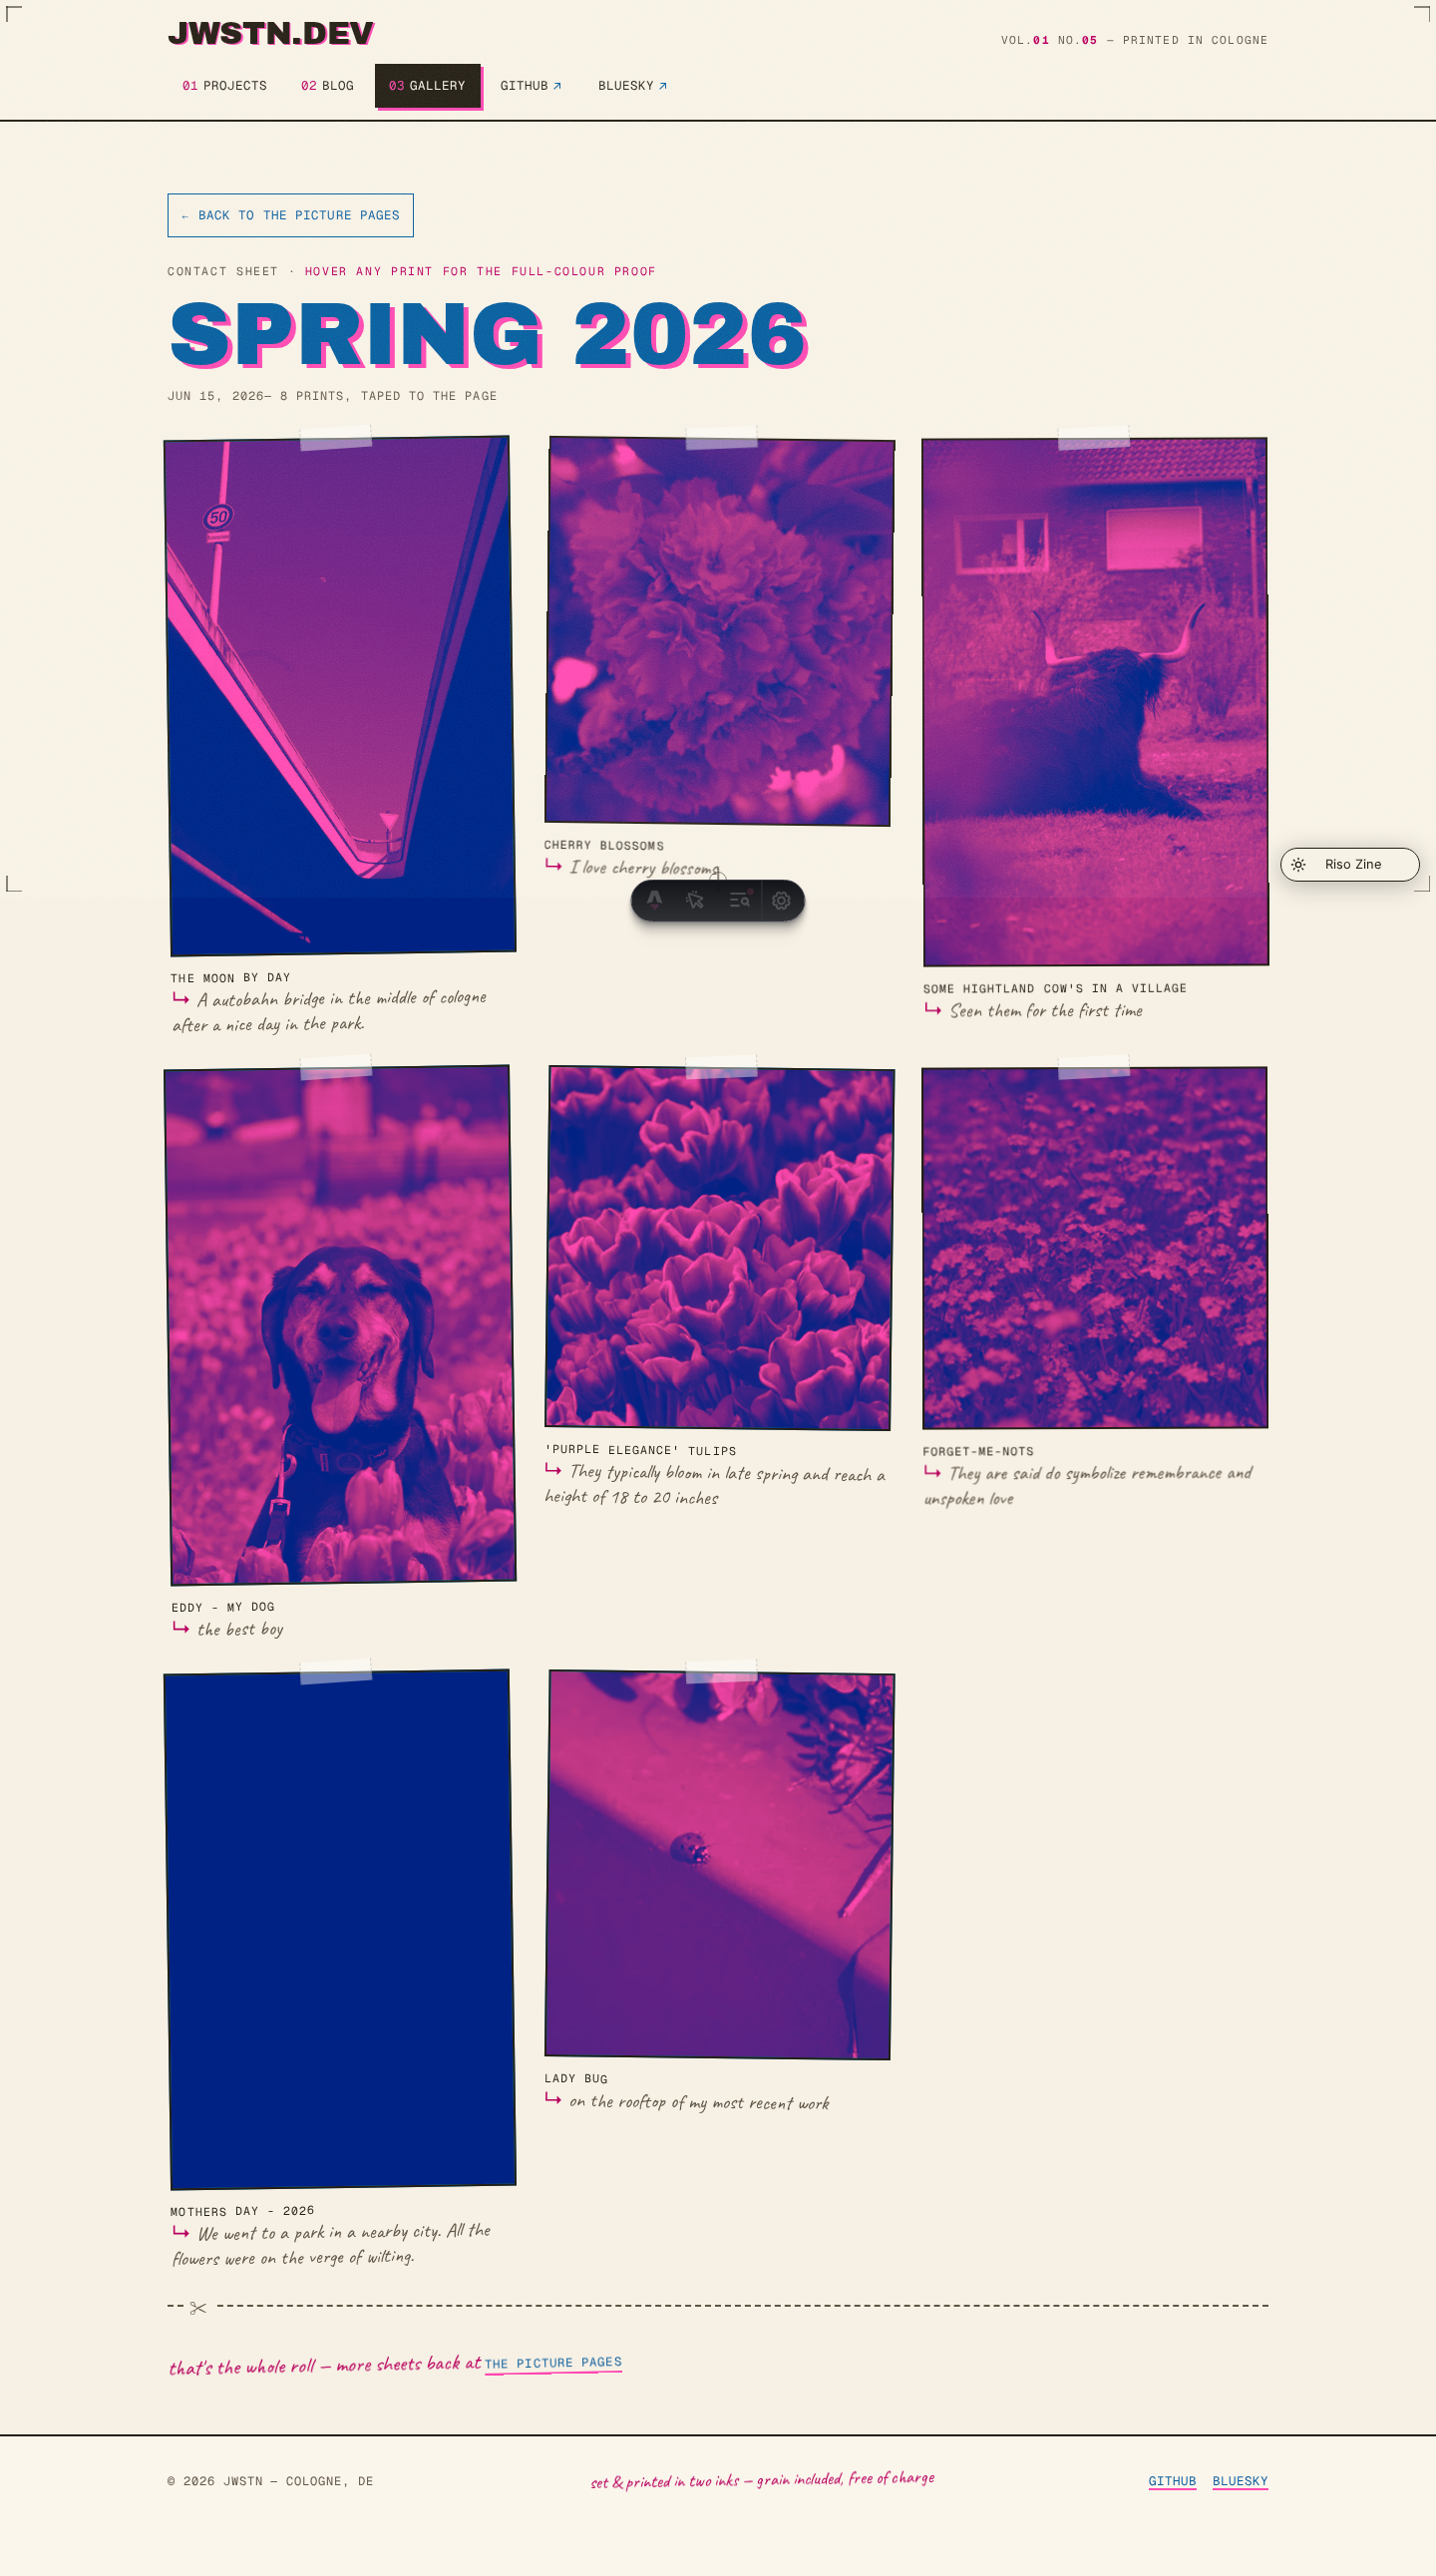 JWSTN.DEV
VOL.01 NO.05 — PRINTED IN COLOGNE
01 PROJECTS 02 BLOG 03 GALLERY GITHUB ↗ BLUESKY ↗
← BACK TO THE PICTURE PAGES
CONTACT SHEET · HOVER ANY PRINT FOR THE FULL-COLOUR PROOF
SPRING 2026
JUN 15, 2026— 8 PRINTS, TAPED TO THE PAGE
50
CHERRY BLOSSOMS
↳ I love cherry blossoms
Riso Zine
THE MOON BY DAY
↳ A autobahn bridge in the middle of cologne
after a nice day in the park.
SOME HIGHTLAND COW'S IN A VILLAGE
↳ Seen them for the first time
EDDY - MY DOG
↳ the best boy
'PURPLE ELEGANCE' TULIPS
↳ They typically bloom in late spring and reach a
height of 18 to 20 inches
FORGET-ME-NOTS
↳ They are said do symbolize remembrance and
unspoken love
MOTHERS DAY - 2026
↳ We went to a park in a nearby city. All the
flowers were on the verge of wilting.
LADY BUG
↳ on the rooftop of my most recent work
that's the whole roll — more sheets back at THE PICTURE PAGES
© 2026 JWSTN — COLOGNE, DE
set & printed in two inks — grain included, free of charge
GITHUB BLUESKY